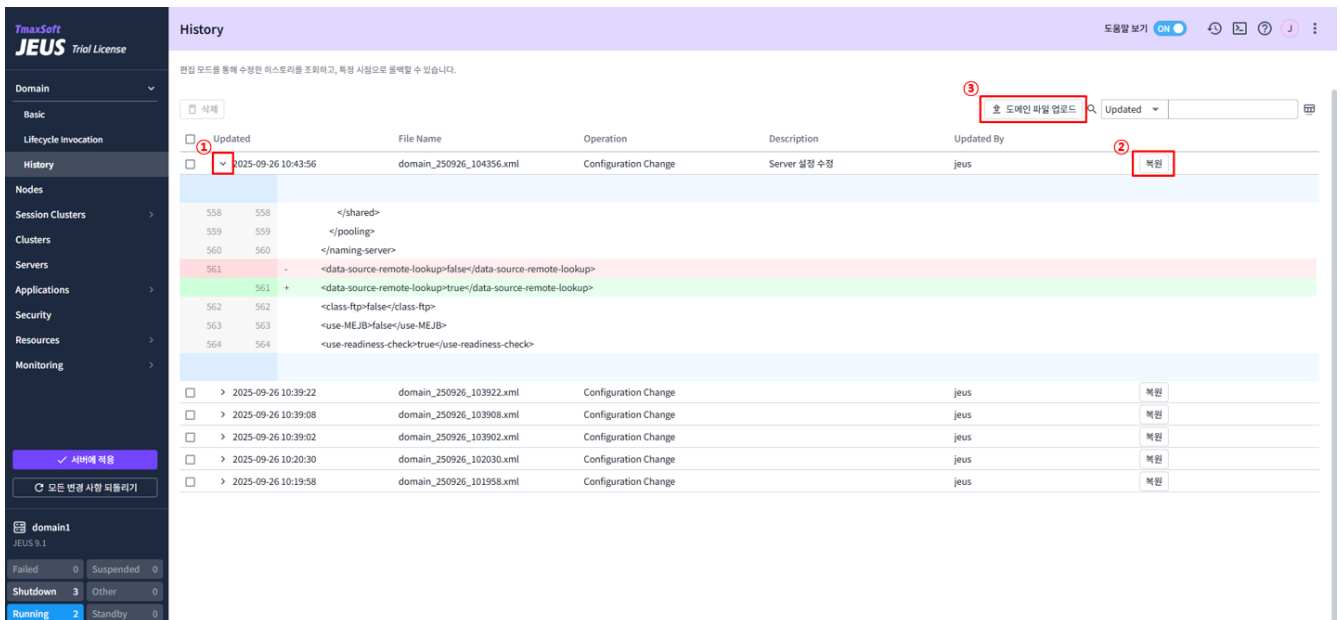 TmaxSoft
JEUS Trial License
History
도움말 보기 ON
J
편집 모드를 통해 수정한 히스토리를 조회하고, 특정 시점으로 롤백할 수 있습니다.
Domain
Basic
Lifecycle Invocation
History
Nodes
Session Clusters
Clusters
Servers
Applications
Security
Resources
Monitoring
서버에 적용
모든 변경 사항 되돌리기
domain1
JEUS 9.1
Failed 0 Suspended 0
Shutdown 3 Other 0
Running 2 Standby 0
③
삭제 도메인 파일 업로드 Updated
Updated File Name Operation Description Updated By
① ②
2025-09-26 10:43:56 domain_250926_104356.xml Configuration Change Server 설정 수정 jeus 복원
558 558 </shared>
559 559 </pooling>
560 560 </naming-server>
561 - <data-source-remote-lookup>false</data-source-remote-lookup>
561 + <data-source-remote-lookup>true</data-source-remote-lookup>
562 562 <class-ftp>false</class-ftp>
563 563 <use-MEJB>false</use-MEJB>
564 564 <use-readiness-check>true</use-readiness-check>
2025-09-26 10:39:22 domain_250926_103922.xml Configuration Change jeus 복원
2025-09-26 10:39:08 domain_250926_103908.xml Configuration Change jeus 복원
2025-09-26 10:39:02 domain_250926_103902.xml Configuration Change jeus 복원
2025-09-26 10:20:30 domain_250926_102030.xml Configuration Change jeus 복원
2025-09-26 10:19:58 domain_250926_101958.xml Configuration Change jeus 복원